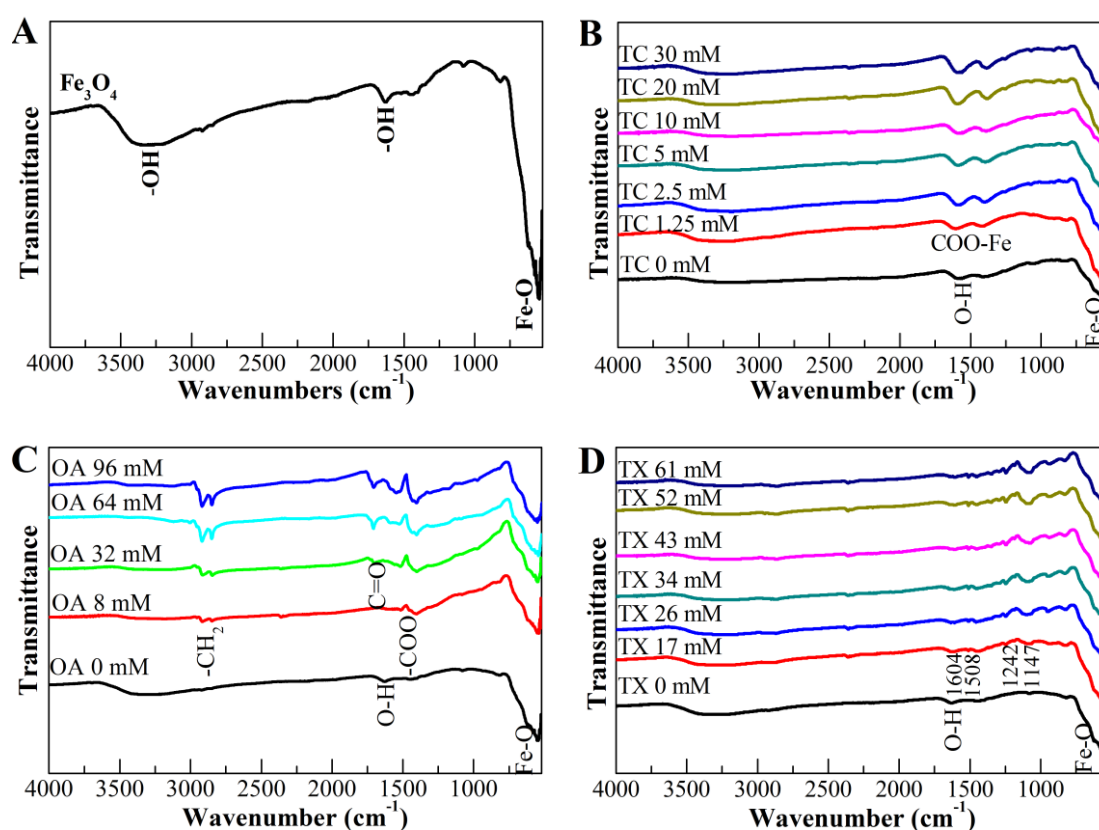 A
Fe3O4
-OH
-OH
Fe-O
Transmittance
4000 3500 3000 2500 2000 1500 1000
Wavenumbers (cm-1)
B
TC 30 mM
TC 20 mM
TC 10 mM
TC 5 mM
TC 2.5 mM
TC 1.25 mM
COO-Fe
TC 0 mM
O-H
Fe-O
Transmittance
4000 3500 3000 2500 2000 1500 1000
Wavenumber (cm-1)
C
OA 96 mM
OA 64 mM
OA 32 mM
C=O
OA 8 mM
-CH2
-COO
OA 0 mM
O-H
Fe-O
Transmittance
4000 3500 3000 2500 2000 1500 1000
Wavenumber (cm-1)
D
TX 61 mM
TX 52 mM
TX 43 mM
TX 34 mM
TX 26 mM
TX 17 mM
1604
1508
1242
1147
TX 0 mM
O-H
Fe-O
Transmittance
4000 3500 3000 2500 2000 1500 1000
Wavenumber (cm-1)